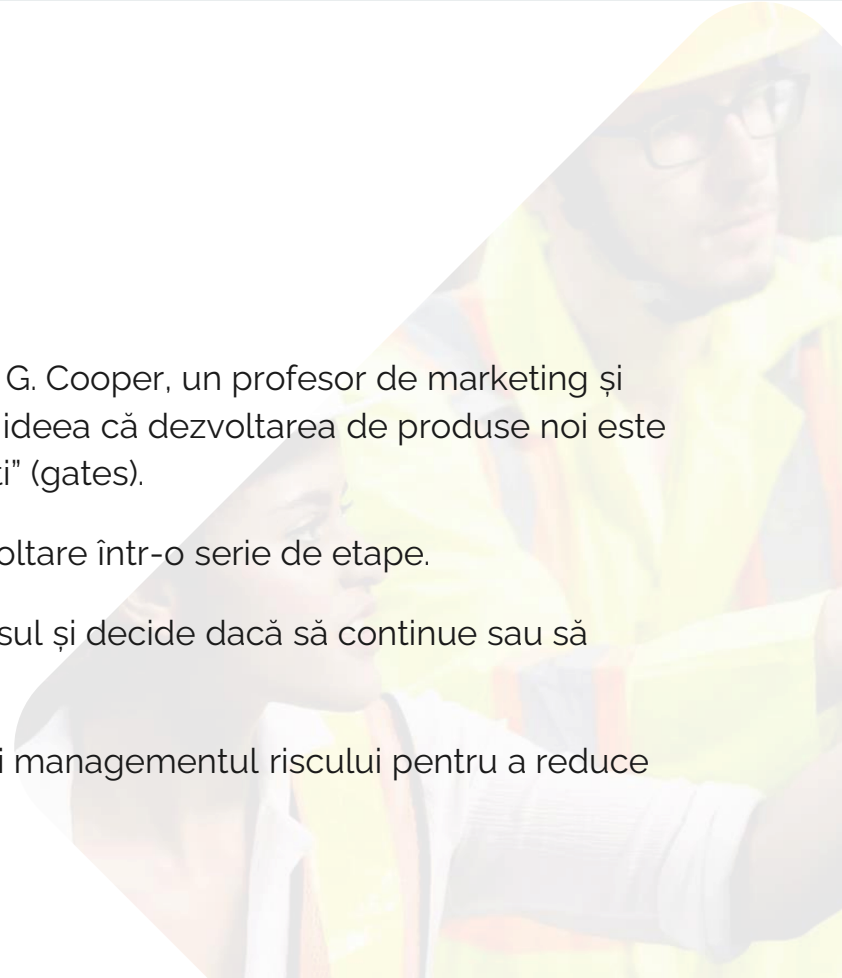 G. Cooper, un profesor de marketing și
ideea că dezvoltarea de produse noi este
ti” (gates).
oltare într-o serie de etape.
sul și decide dacă să continue sau să
i managementul riscului pentru a reduce